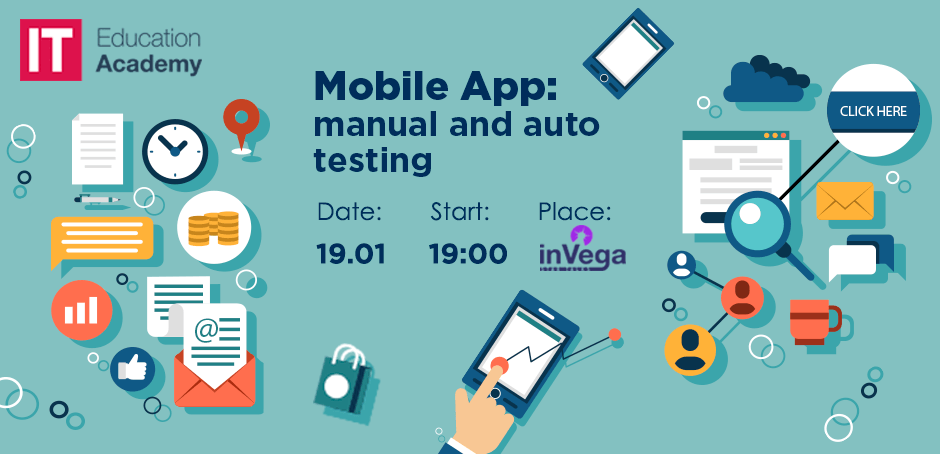 IT Education
Academy
Mobile App:
manual and auto
testing
Date: Start: Place:
19.01 19:00 inVega
CLICK HERE
@